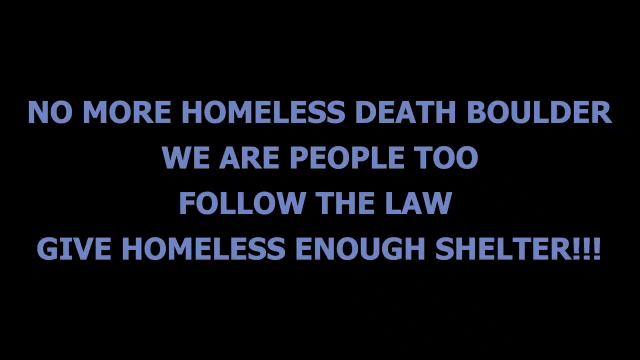 NO MORE HOMELESS DEATH BOULDER
WE ARE PEOPLE TOO
FOLLOW THE LAW
GIVE HOMELESS ENOUGH SHELTER!!!